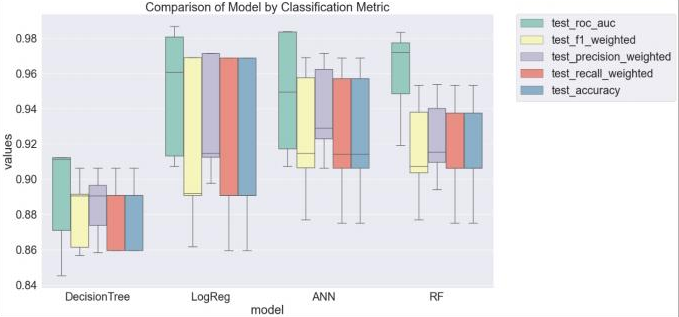 Comparison of Model by Classification Metric
values
0.98
0.96
0.94
0.92
0.90
0.88
0.86
0.84
DecisionTree LogReg ANN RF
model
test_roc_auc
test_f1_weighted
test_precision_weighted
test_recall_weighted
test_accuracy